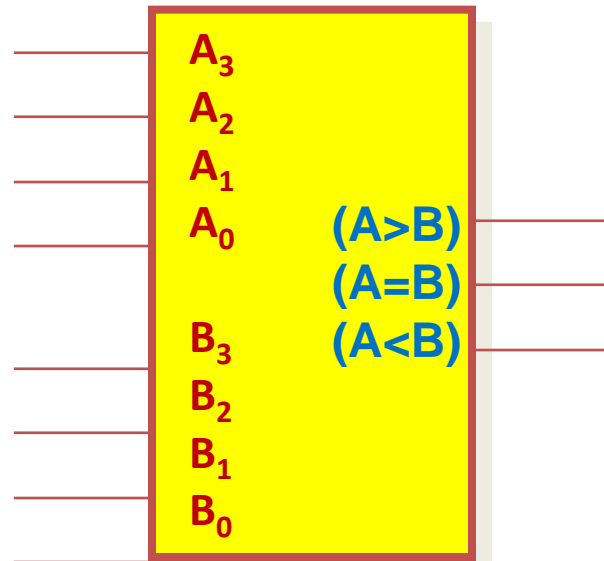 A₃
A₂
A₁
A₀ (A>B)
(A=B)
B₃ (A<B)
B₂
B₁
B₀